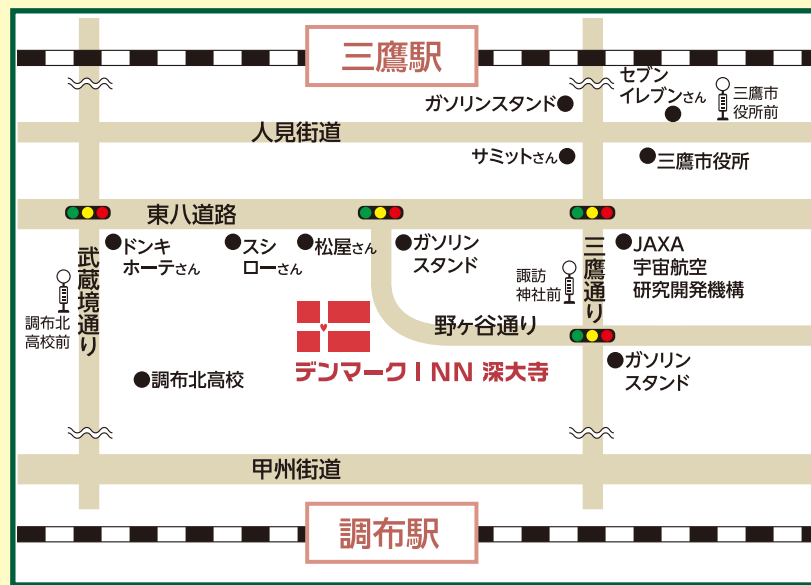 三鷹駅
セブン
イレブンさん
ガソリンスタンド
三鷹市
役所前
人見街道
サミットさん
三鷹市役所
東八道路
ドンキ
ホーテさん
スシ
ローさん
松屋さん
ガソリン
スタンド
JAXA
宇宙航空
研究開発機構
武蔵境通り
三鷹通り
諏訪
神社前
調布北
高校前
野ヶ谷通り
デンマークINN 深大寺
調布北高校
ガソリン
スタンド
甲州街道
調布駅